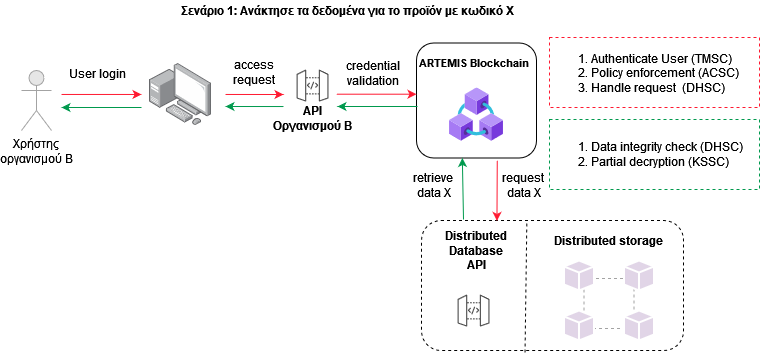 Σενάριο 1: Ανάκτησε τα δεδομένα για το προϊόν με κωδικό X
User login
access
request
credential
validation
ARTEMIS Blockchain
1. Authenticate User (TMSC)
2. Policy enforcement (ACSC)
3. Handle request (DHSC)
API
Οργανισμού Β
Χρήστης
οργανισμού Β
1. Data integrity check (DHSC)
2. Partial decryption (KSSC)
retrieve
data X
request
data X
Distributed
Database
API
Distributed storage